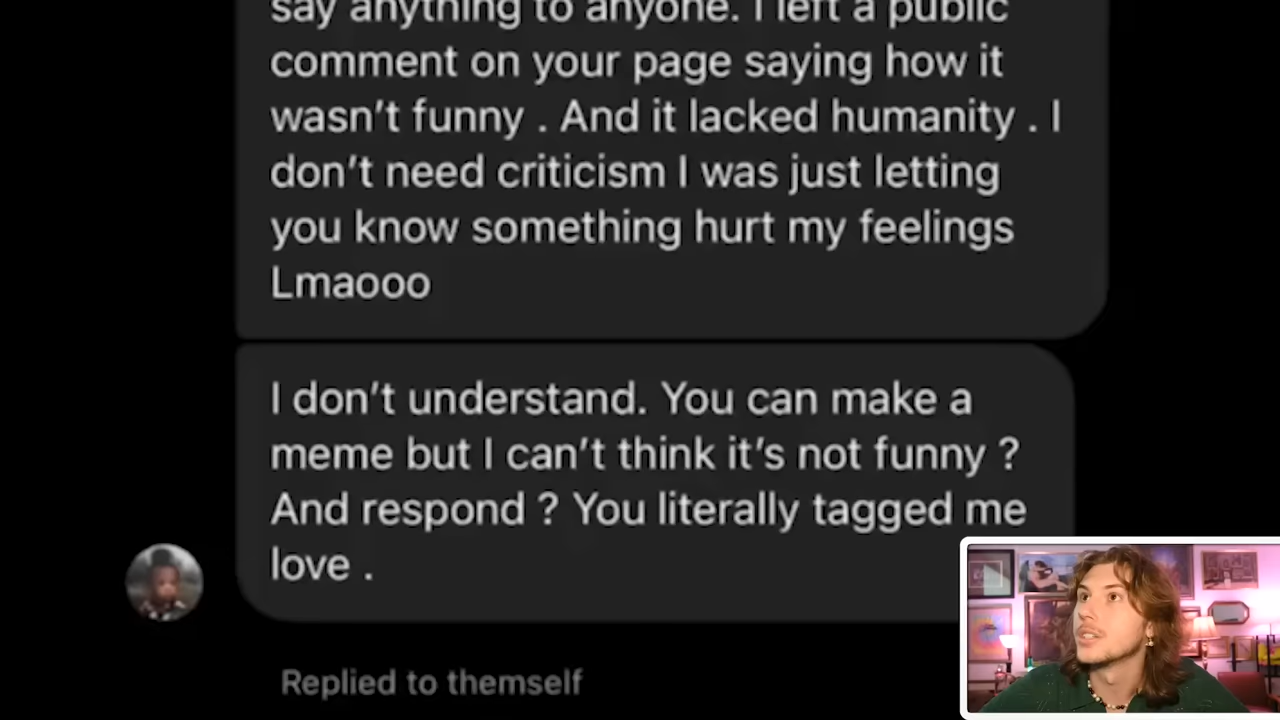 say anything to anyone. I left a public
comment on your page saying how it
wasn't funny . And it lacked humanity . I
don't need criticism I was just letting
you know something hurt my feelings
Lmaooo
I don't understand. You can make a
meme but I can't think it's not funny ?
And respond ? You literally tagged me
love .
Replied to themself